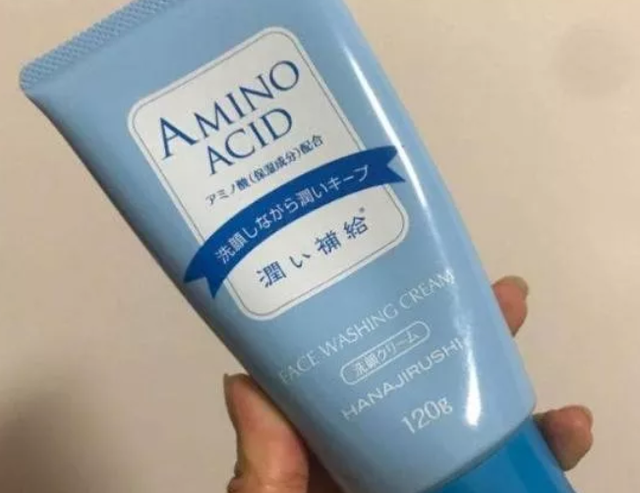 AMINO
ACID
アミノ酸(保湿成分)配合
洗顔しながら潤いキープ
潤い補給※
FACE WASHING CREAM
洗顔クリーム
HANAJIRUSHI
120g